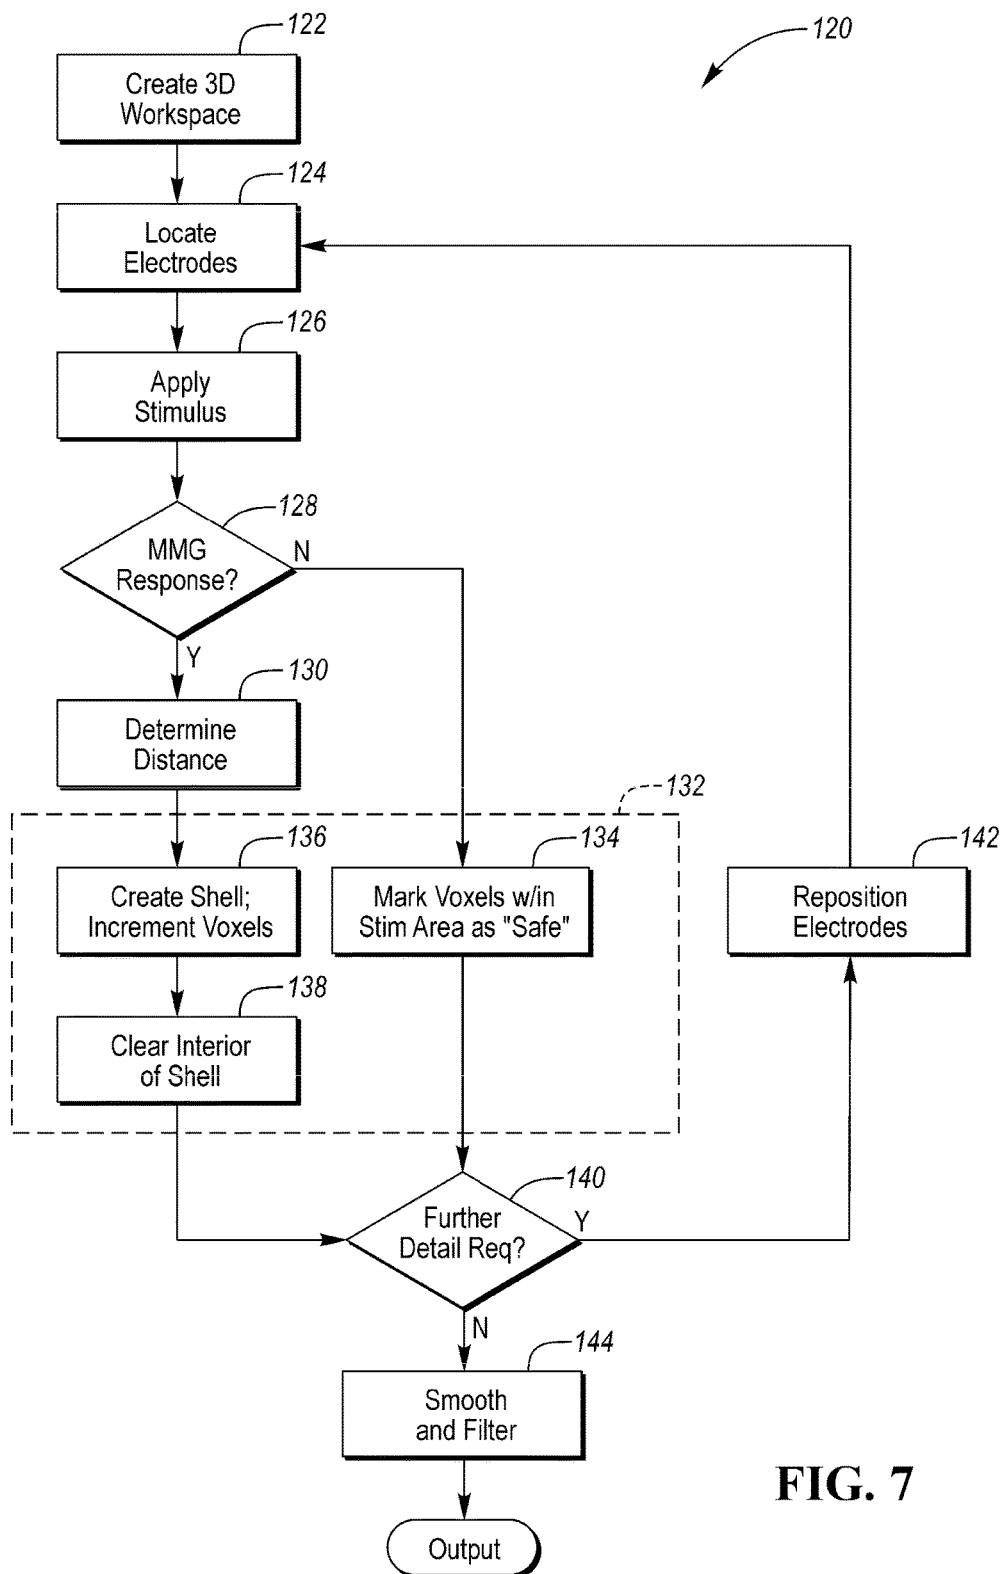 122
120
Create 3D
Workspace
124
Locate
Electrodes
126
Apply
Stimulus
128
MMG
Response?
N
Y
130
Determine
Distance
132
136
134
142
Create Shell;
Increment Voxels
Mark Voxels w/in
Stim Area as "Safe"
Reposition
Electrodes
138
Clear Interior
of Shell
140
Further
Detail Req?
Y
N
144
Smooth
and Filter
FIG. 7
Output